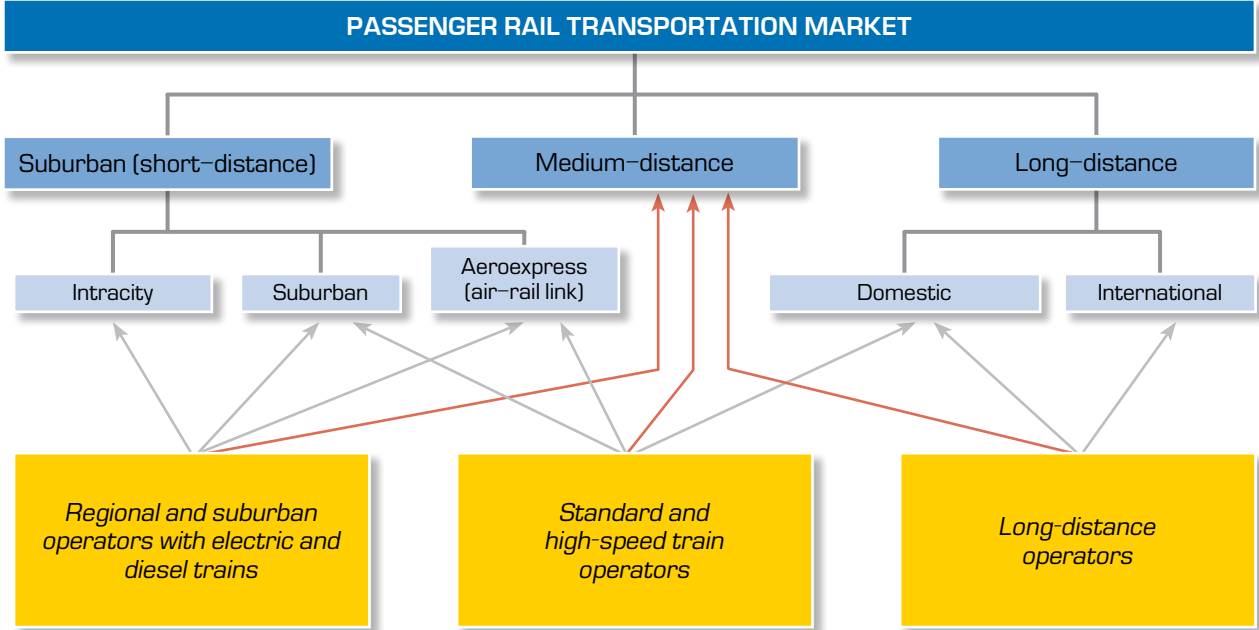 PASSENGER RAIL TRANSPORTATION MARKET
Suburban (short-distance)
Medium-distance
Long-distance
Intracity
Suburban
Aeroexpress
(air-rail link)
Domestic
International
Regional and suburban
operators with electric and
diesel trains
Standard and
high-speed train
operators
Long-distance
operators